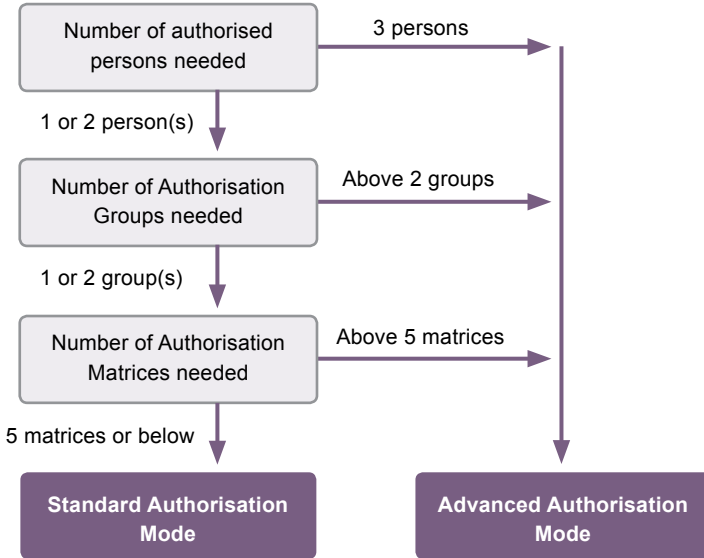 Number of authorised
persons needed
3 persons
1 or 2 person(s)
Number of Authorisation
Groups needed
Above 2 groups
1 or 2 group(s)
Number of Authorisation
Matrices needed
Above 5 matrices
5 matrices or below
Standard Authorisation
Mode
Advanced Authorisation
Mode